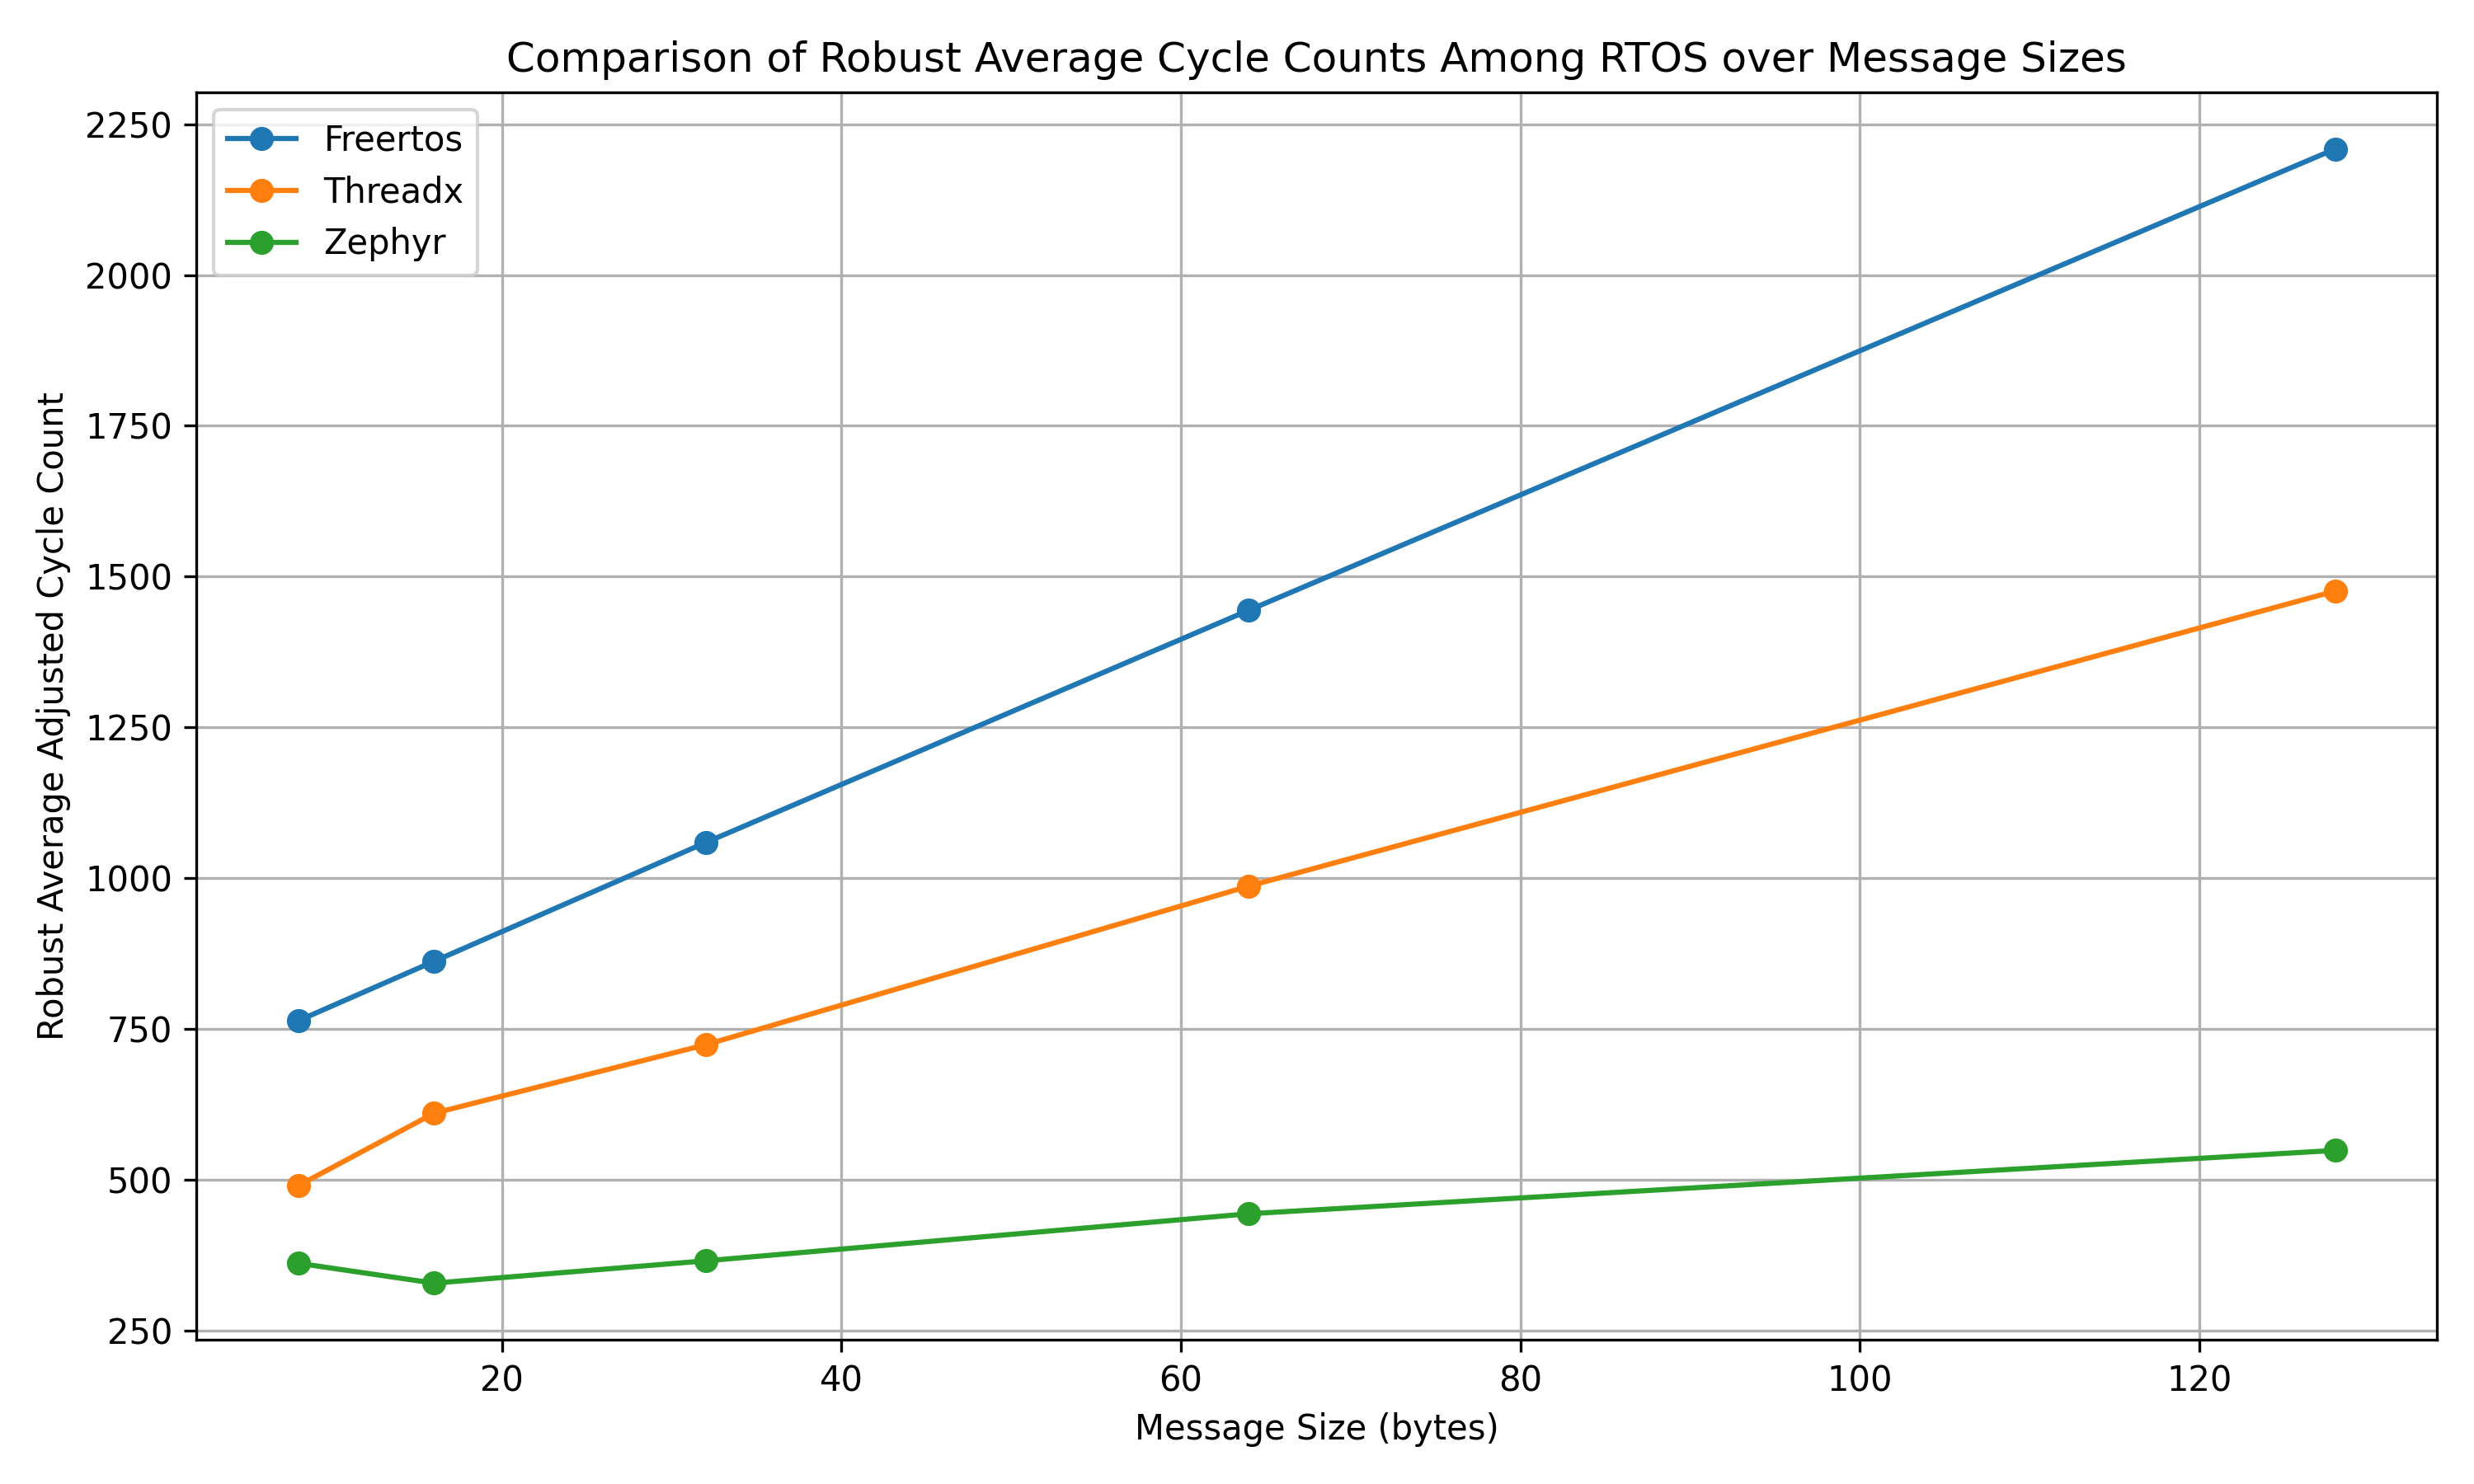 Comparison of Robust Average Cycle Counts Among RTOS over Message Sizes
Freertos
Threadx
Zephyr
Robust Average Adjusted Cycle Count
2250
2000
1750
1500
1250
1000
750
500
250
20 40 60 80 100 120
Message Size (bytes)